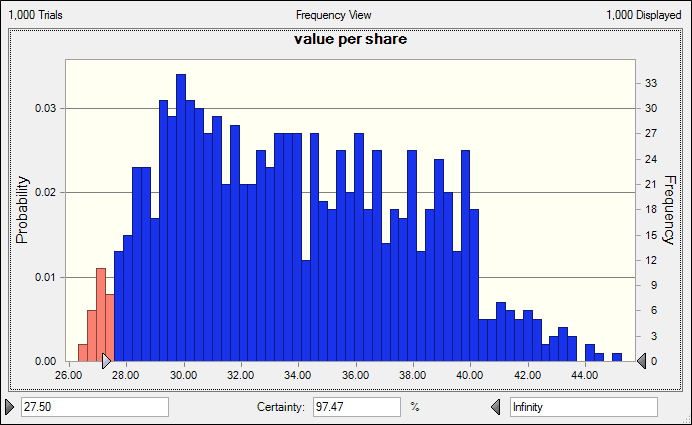 1,000 Trials Frequency View 1,000 Displayed
value per share
Probability
0.03
0.02
0.01
0.00
33
30
27
24
21
18
15
12
9
6
3
0
Frequency
26.00 28.00 30.00 32.00 34.00 36.00 38.00 40.00 42.00 44.00
27.50 Certainty: 97.47 % Infinity